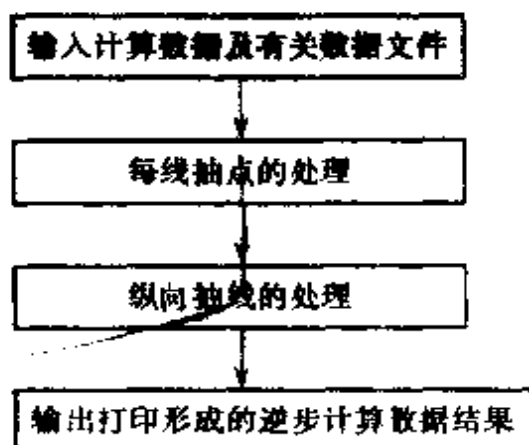 输入计算数据及有关数据文件
每线抽点的处理
纵向抽线的处理
输出打印形成的逆步计算数据结果